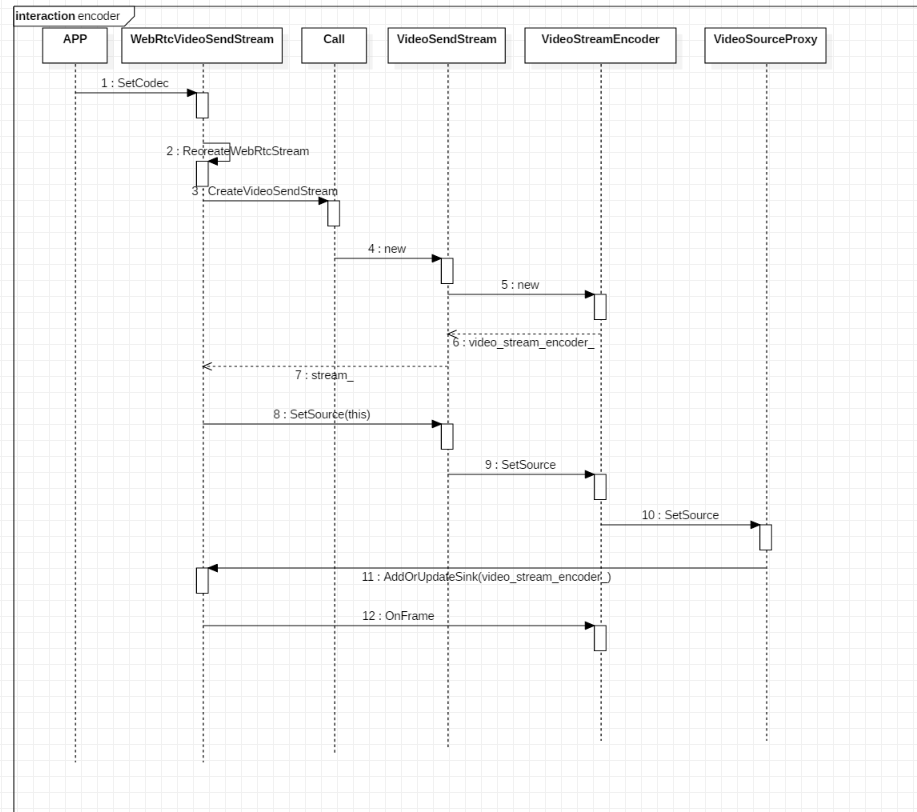 interaction encoder
APP
WebRtcVideoSendStream
Call
VideoSendStream
VideoStreamEncoder
VideoSourceProxy
1 : SetCodec
2 : RecreateWebRtcStream
3 : CreateVideoSendStream
4 : new
5 : new
6 : video_stream_encoder_
7 : stream_
8 : SetSource(this)
9 : SetSource
10 : SetSource
11 : AddOrUpdateSink(video_stream_encoder_)
12 : OnFrame